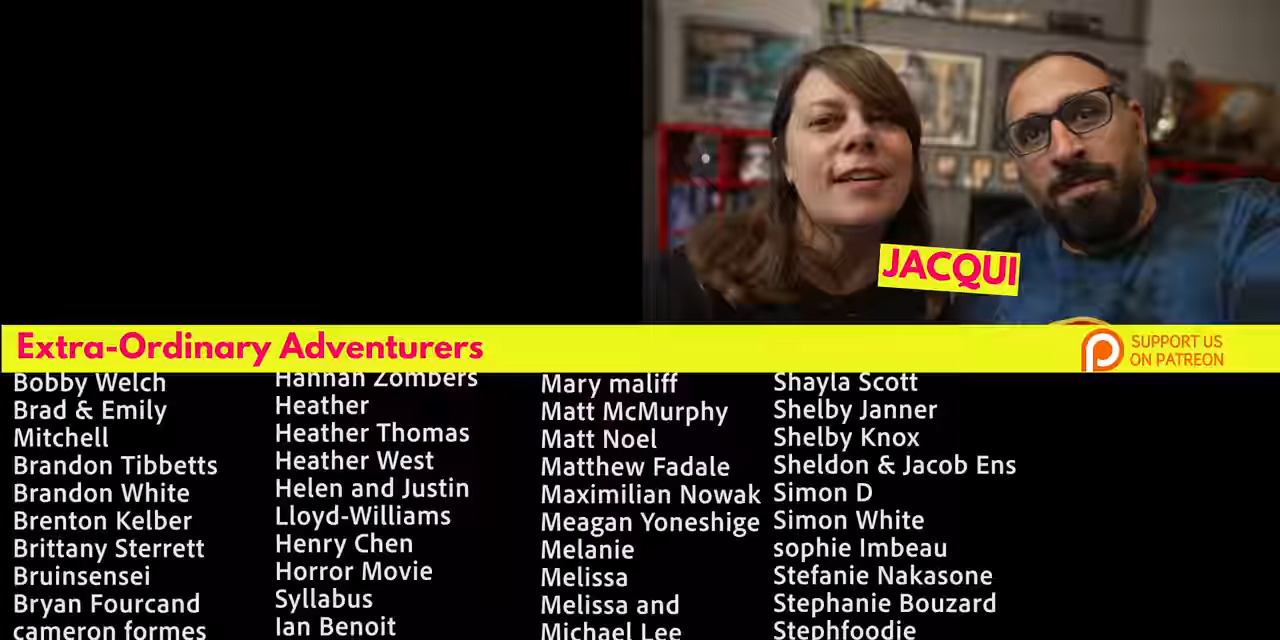 JACQUI
Extra-Ordinary Adventurers
SUPPORT US
ON PATREON
Bobby Welch
Brad & Emily
Mitchell
Brandon Tibbetts
Brandon White
Brenton Kelber
Brittany Sterrett
Bruinsensei
Bryan Fourcand
cameron formes
Hannah Zombers
Heather
Heather Thomas
Heather West
Helen and Justin
Lloyd-Williams
Henry Chen
Horror Movie
Syllabus
Ian Benoit
Mary maliff
Matt McMurphy
Matt Noel
Matthew Fadale
Maximilian Nowak
Meagan Yoneshige
Melanie
Melissa
Melissa and
Michael Lee
Shayla Scott
Shelby Janner
Shelby Knox
Sheldon & Jacob Ens
Simon D
Simon White
sophie Imbeau
Stefanie Nakasone
Stephanie Bouzard
Stephfoodie